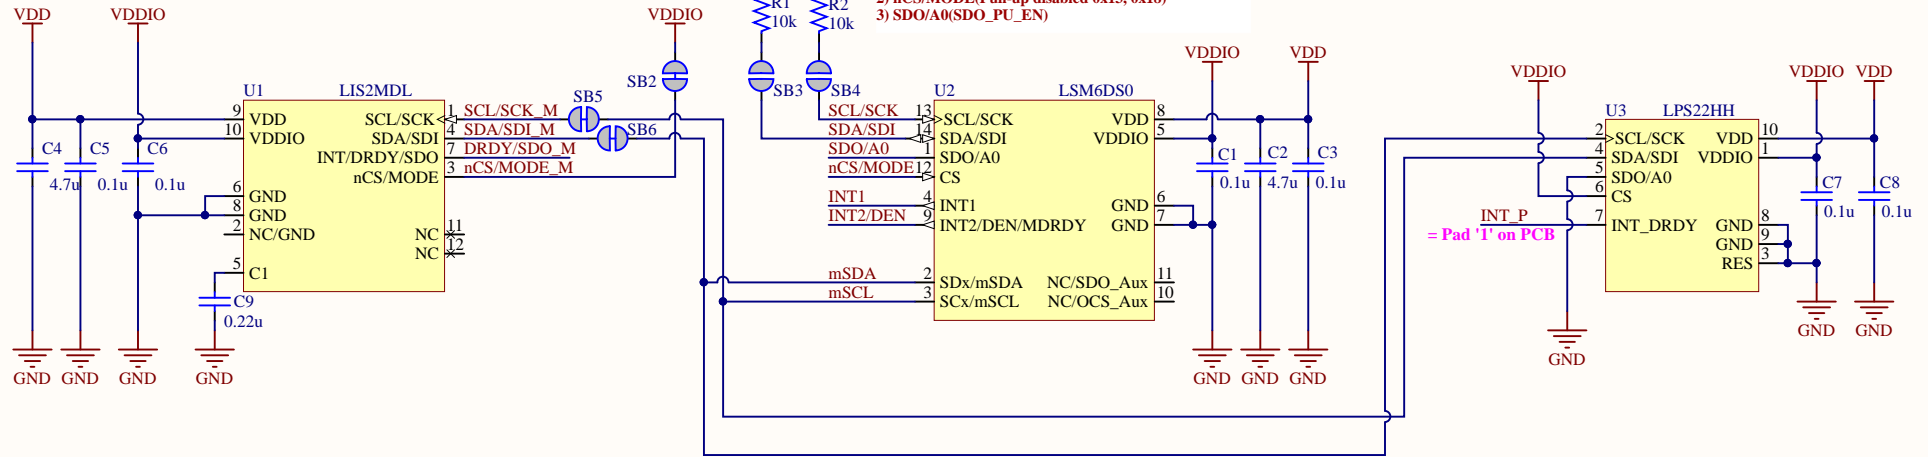 VDD
VDDIO
VDDIO
R1
10k
R2
10k
3) SDO/A0(SDO_PU_EN)
VDDIO
VDD
VDDIO
VDDIO
VDD
SB2
SB3
SB4
U1 LIS2MDL
9 VDD
10 VDDIO
6 GND
8 GND
2 NC/GND
5 C1
SCL/SCK 1 SCL/SCK_M
SDA/SDI 4 SDA/SDI_M
INT/DRDY/SDO 7 DRDY/SDO_M
nCS/MODE 3 nCS/MODE_M
NC 11
NC 12
SB5
SB6
C4
4.7u
C5
0.1u
C6
0.1u
C9
0.22u
GND
GND
GND
GND
U2 LSM6DS0
SCL/SCK 13 SCL/SCK
SDA/SDI 14 SDA/SDI
SDO/A0 1 SDO/A0
nCS/MODE 12 CS
INT1 4 INT1
INT2/DEN 9 INT2/DEN/MDRDY
mSDA 2 SDx/mSDA
mSCL 3 SCx/mSCL
VDD 8
VDDIO 5
GND 6
GND 7
NC/SDO_Aux 11
NC/OCS_Aux 10
C1
0.1u
C2
4.7u
C3
0.1u
GND
GND
GND
U3 LPS22HH
2 SCL/SCK
4 SDA/SDI
5 SDO/A0
6 CS
INT_P 7 INT_DRDY
= Pad '1' on PCB
VDD 10
VDDIO 1
GND 8
GND 9
RES 3
C7
0.1u
C8
0.1u
GND
GND
GND